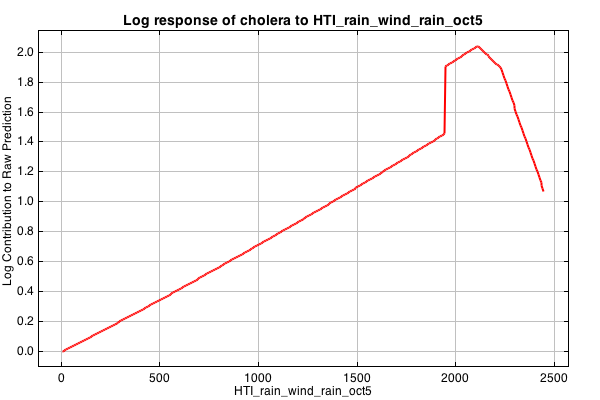 Log response of cholera to HTI_rain_wind_rain_oct5
Log Contribution to Raw Prediction
2.0
1.8
1.6
1.4
1.2
1.0
0.8
0.6
0.4
0.2
0.0
0 500 1000 1500 2000 2500
HTI_rain_wind_rain_oct5